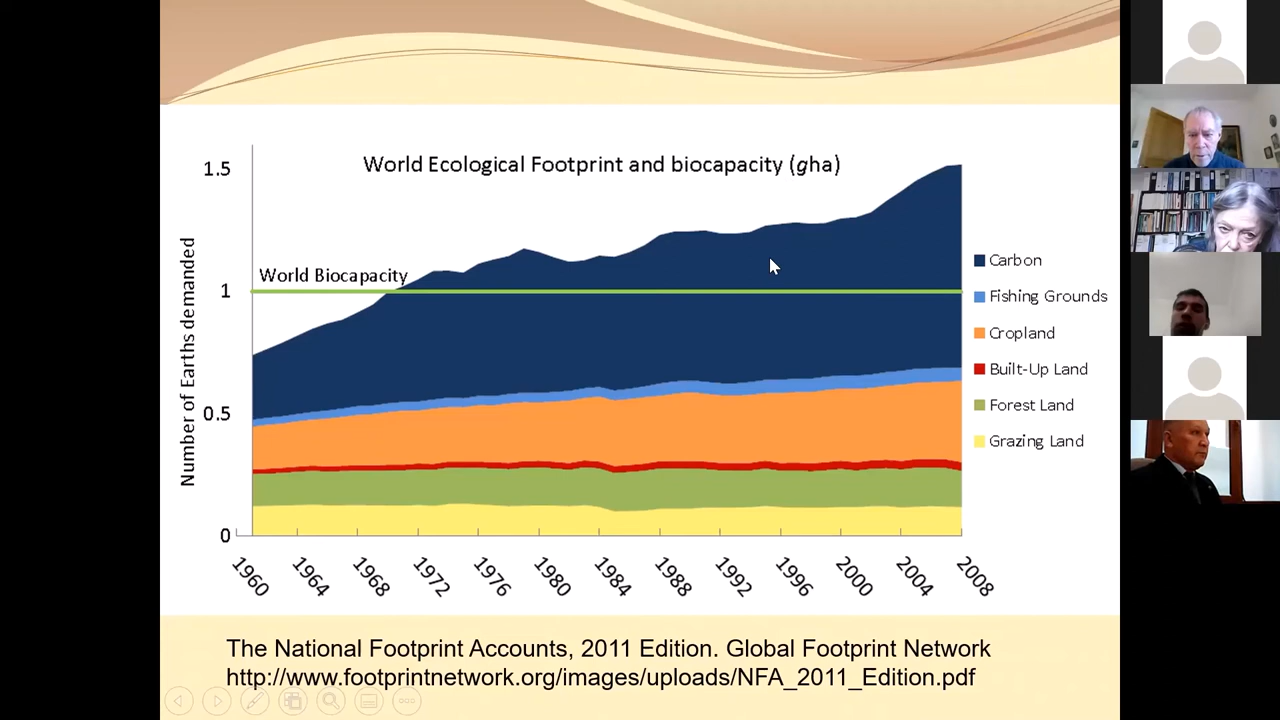 World Ecological Footprint and biocapacity (gha)
Number of Earths demanded
1.5
1
0.5
0
World Biocapacity
1960
1964
1968
1972
1976
1980
1984
1988
1992
1996
2000
2004
2008
Carbon
Fishing Grounds
Cropland
Built-Up Land
Forest Land
Grazing Land
The National Footprint Accounts, 2011 Edition. Global Footprint Network
http://www.footprintnetwork.org/images/uploads/NFA_2011_Edition.pdf